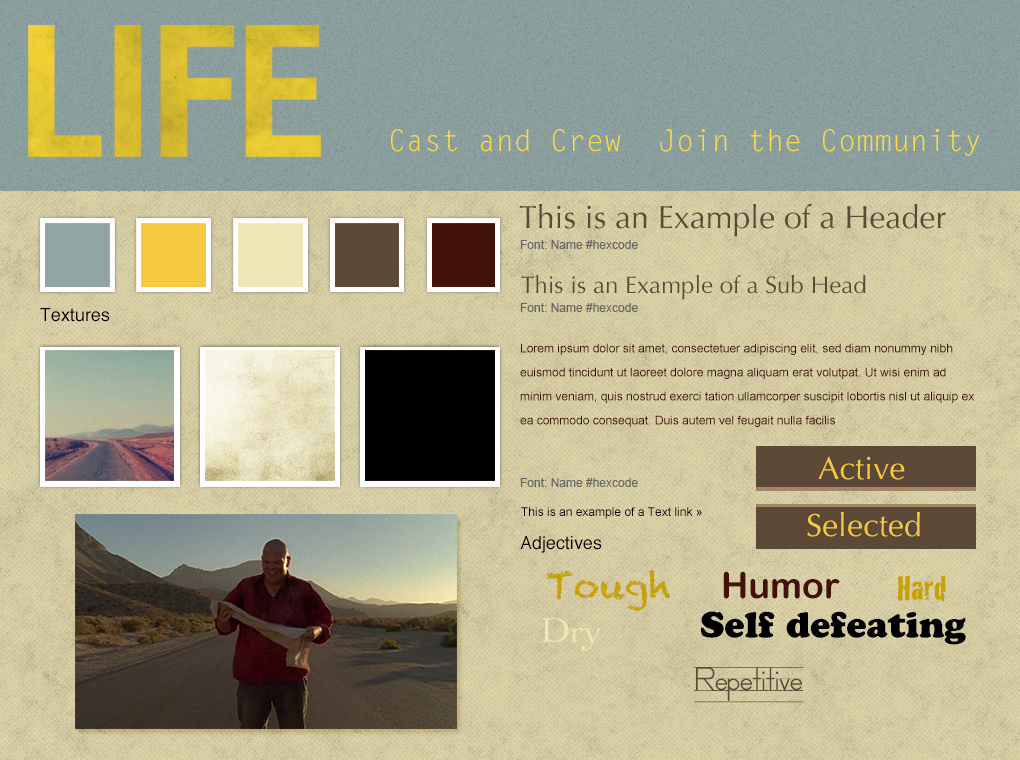 LIFE
Cast and Crew Join the Community
This is an Example of a Header
Font: Name #hexcode
This is an Example of a Sub Head
Font: Name #hexcode
Textures
Lorem ipsum dolor sit amet, consectetuer adipiscing elit, sed diam nonummy nibh
euismod tincidunt ut laoreet dolore magna aliquam erat volutpat. Ut wisi enim ad
minim veniam, quis nostrud exerci tation ullamcorper suscipit lobortis nisl ut aliquip ex
ea commodo consequat. Duis autem vel feugait nulla facilis
Active
Font: Name #hexcode
This is an example of a Text link »
Selected
Adjectives
Tough Humor Hard
Dry Self defeating
Repetitive